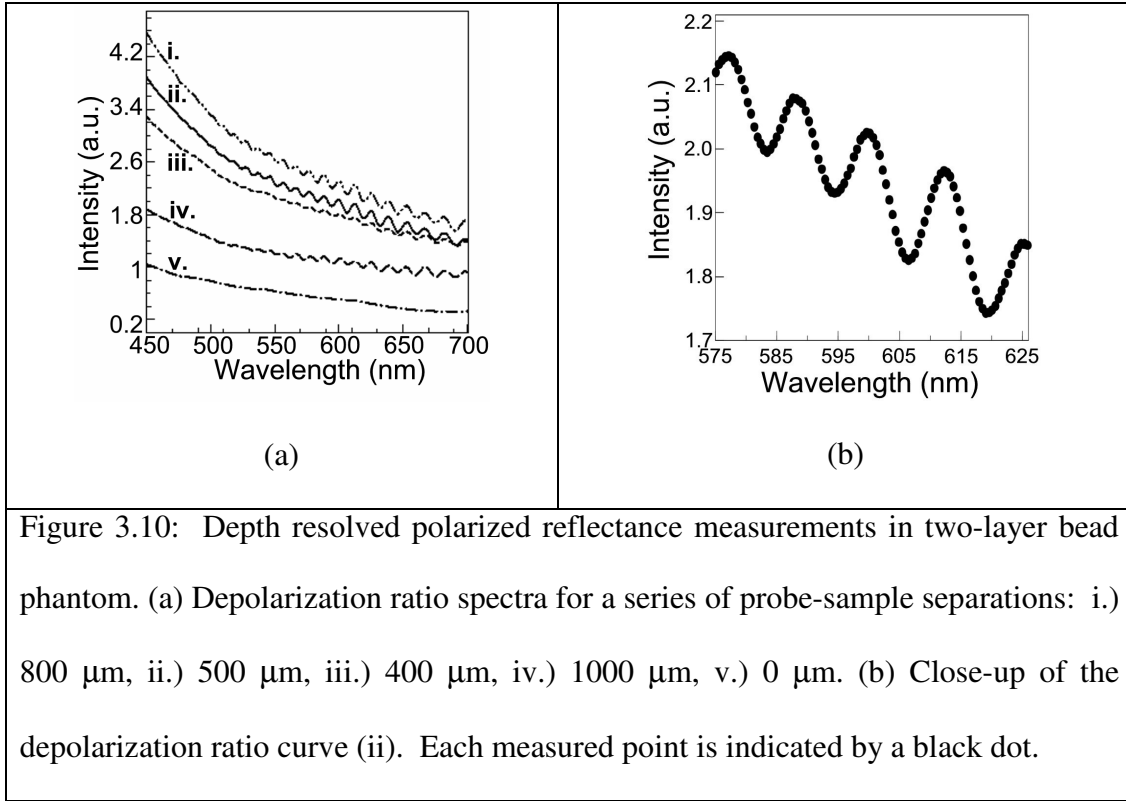 4.2
3.4
2.6
1.8
1
0.2
i.
ii.
iii.
iv.
v.
450 500 550 600 650 700
Wavelength (nm)
Intensity (a.u.)
(a)
2.2
2.1
2.0
1.9
1.8
1.7
575 585 595 605 615 625
Wavelength (nm)
Intensity (a.u.)
(b)
Figure 3.10: Depth resolved polarized reflectance measurements in two-layer bead
phantom. (a) Depolarization ratio spectra for a series of probe-sample separations: i.)
800 μm, ii.) 500 μm, iii.) 400 μm, iv.) 1000 μm, v.) 0 μm. (b) Close-up of the
depolarization ratio curve (ii). Each measured point is indicated by a black dot.